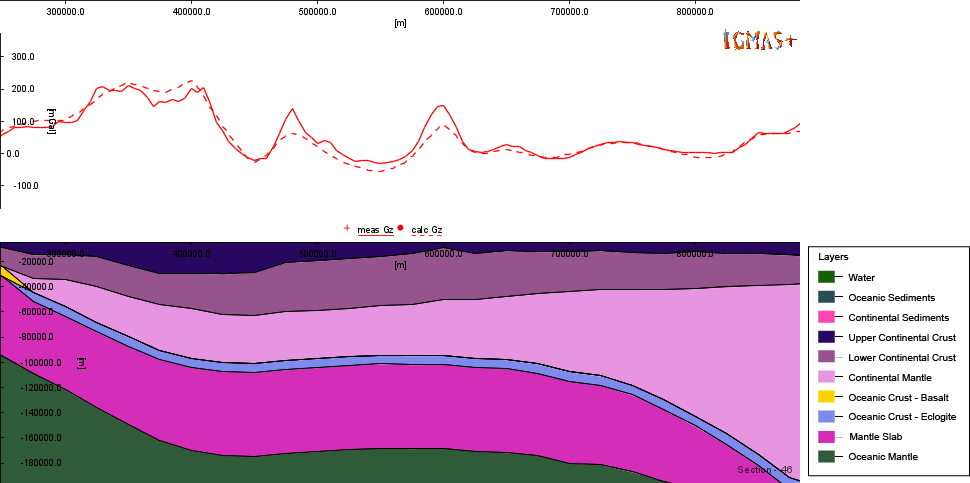 300000.0 400000.0 500000.0 600000.0 700000.0 800000.0
[m]
IGMAS+
300.0
200.0
100.0
[mGal]
0.0
-100.0
meas Gz calc Gz
300000.0 400000.0 500000.0 600000.0 700000.0 800000.0
[m]
-20000.0
-40000.0
-60000.0
-80000.0
-100000.0
[m]
-120000.0
-140000.0
-160000.0
-180000.0
Section - 46
Layers
Water
Oceanic Sediments
Continental Sediments
Upper Continental Crust
Lower Continental Crust
Continental Mantle
Oceanic Crust - Basalt
Oceanic Crust - Eclogite
Mantle Slab
Oceanic Mantle